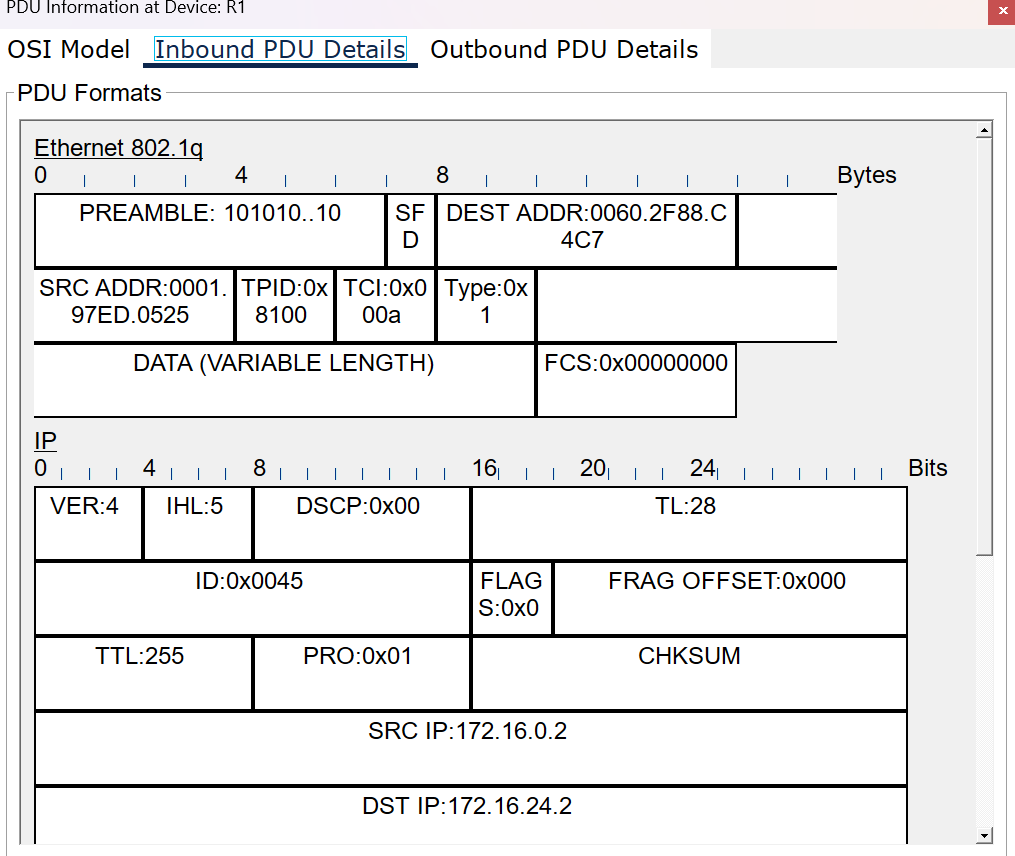 PDU Information at Device: R1
OSI Model Inbound PDU Details Outbound PDU Details
PDU Formats
Ethernet 802.1q
0 4 8 Bytes
PREAMBLE: 101010..10
SF
D
DEST ADDR:0060.2F88.C
4C7
SRC ADDR:0001.
97ED.0525
TPID:0x
8100
TCI:0x0
00a
Type:0x
1
DATA (VARIABLE LENGTH)
FCS:0x00000000
IP
0 4 8 16 20 24 Bits
VER:4
IHL:5
DSCP:0x00
TL:28
ID:0x0045
FLAG
S:0x0
FRAG OFFSET:0x000
TTL:255
PRO:0x01
CHKSUM
SRC IP:172.16.0.2
DST IP:172.16.24.2